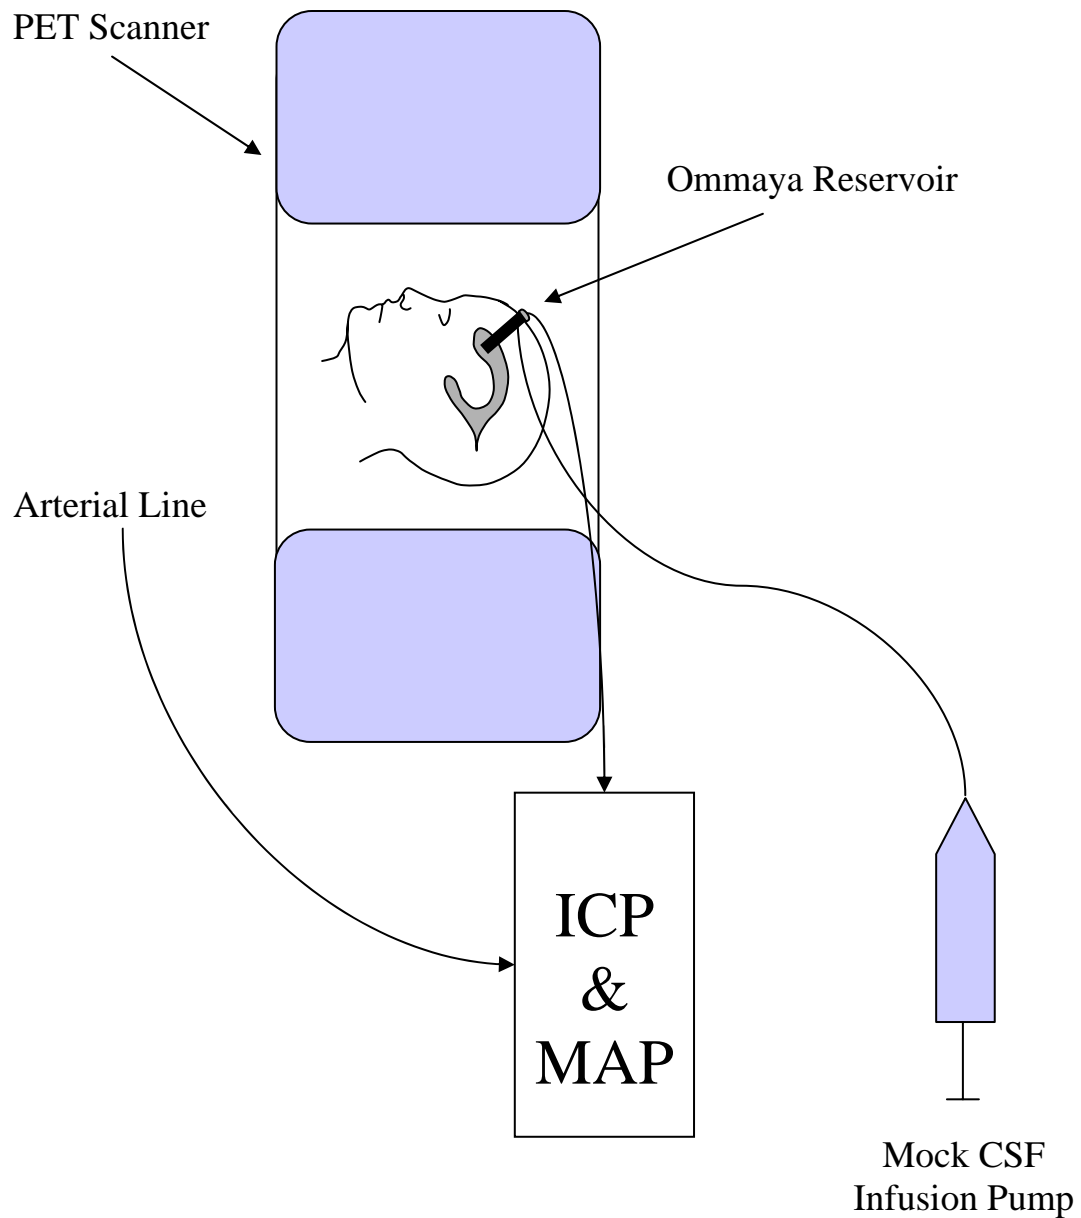 PET Scanner
Ommaya Reservoir
Arterial Line
ICP
&
MAP
Mock CSF
Infusion Pump